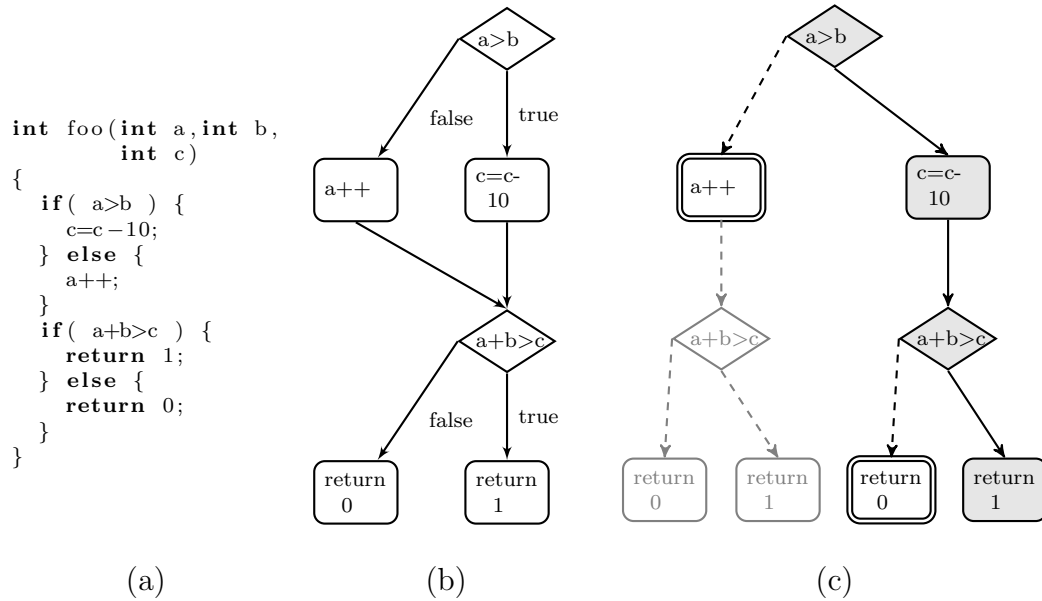 int foo(int a,int b,
int c)
{
if( a>b ) {
c=c-10;
} else {
a++;
}
if( a+b>c ) {
return 1;
} else {
return 0;
}
}
(a)
a>b
false
true
a++
c=c-
10
a+b>c
false
true
return
0
return
1
(b)
a>b
a++
c=c-
10
a+b>c
a+b>c
return
0
return
1
return
0
return
1
(c)